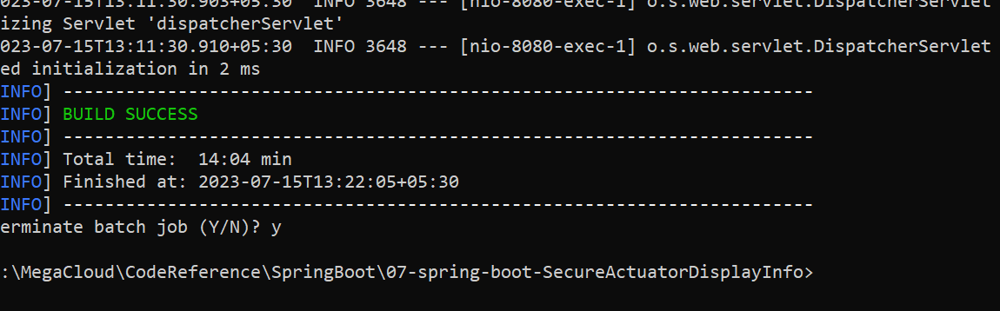 023-07-15T13:11:30.903+05:30  INFO 3648 --- [nio-8080-exec-1] o.s.web.servlet.DispatcherServlet
izing Servlet 'dispatcherServlet'
023-07-15T13:11:30.910+05:30  INFO 3648 --- [nio-8080-exec-1] o.s.web.servlet.DispatcherServlet
ed initialization in 2 ms
INFO] ------------------------------------------------------------------------
INFO] BUILD SUCCESS
INFO] ------------------------------------------------------------------------
INFO] Total time:  14:04 min
INFO] Finished at: 2023-07-15T13:22:05+05:30
INFO] ------------------------------------------------------------------------
erminate batch job (Y/N)? y
:\MegaCloud\CodeReference\SpringBoot\07-spring-boot-SecureActuatorDisplayInfo>